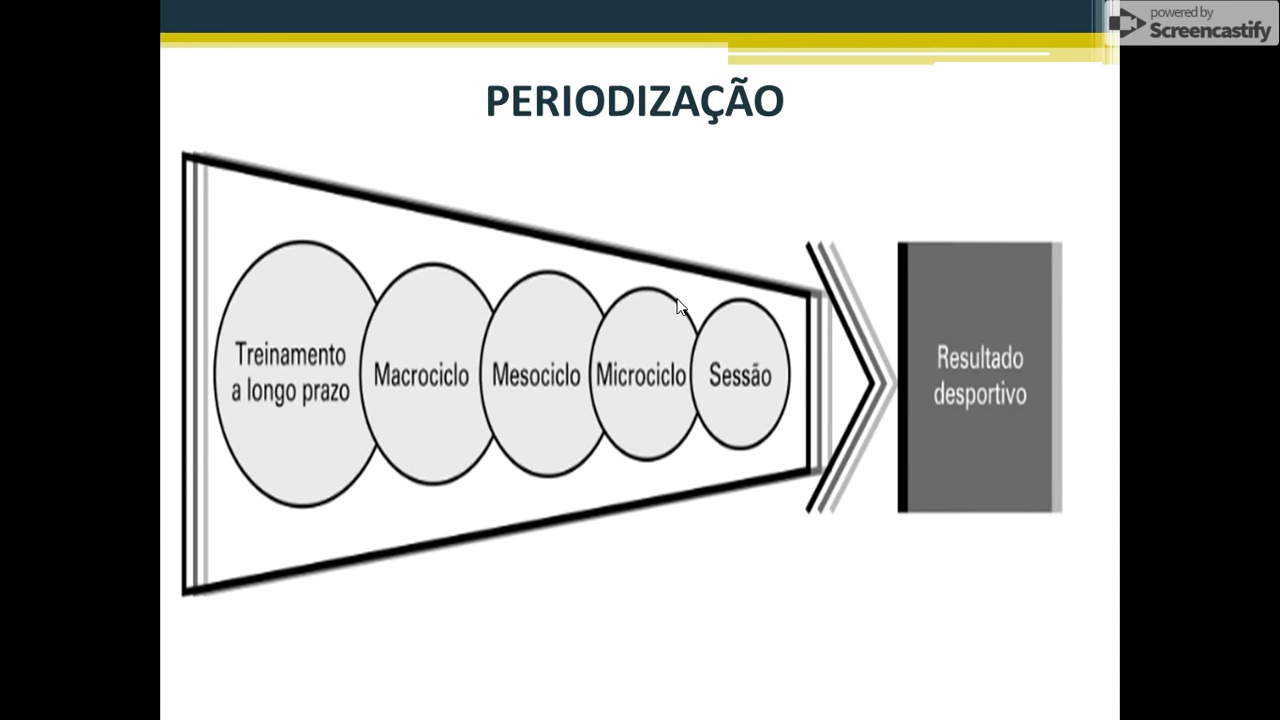 powered by
Screencastify
PERIODIZAÇÃO
Treinamento
a longo prazo
Macrociclo
Mesociclo
Microciclo
Sessão
Resultado
desportivo